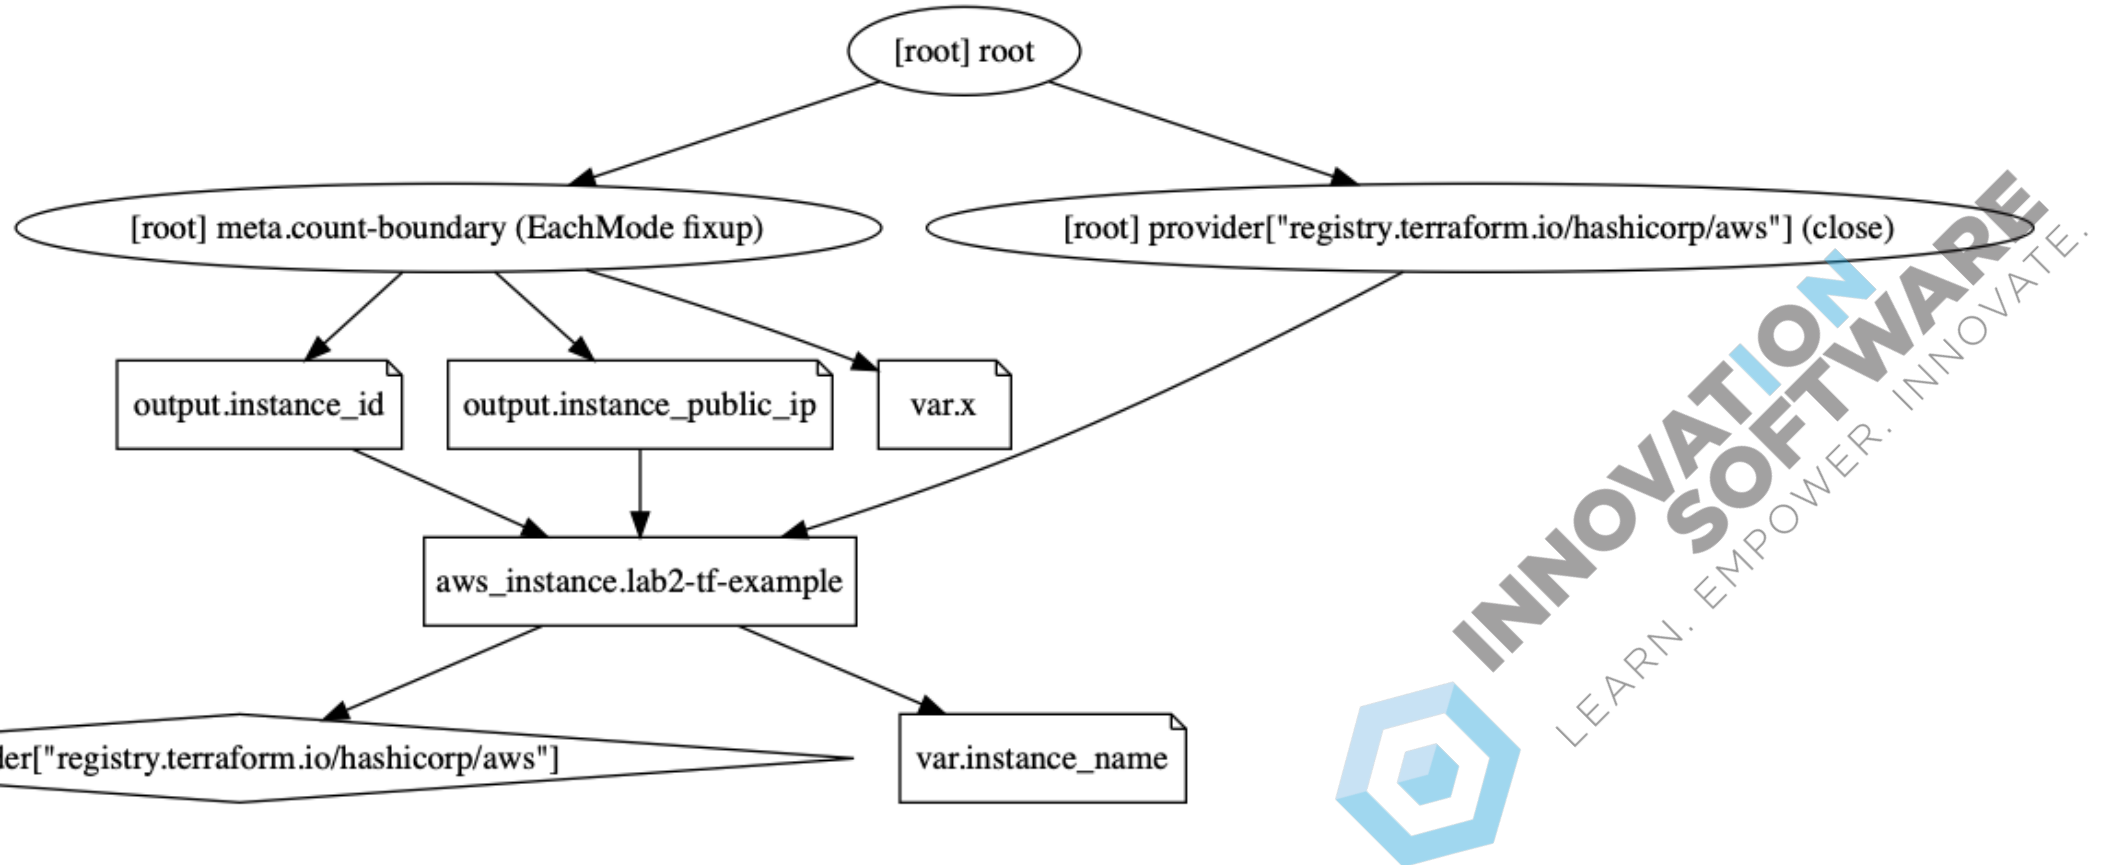 [root] root
[root] meta.count-boundary (EachMode fixup)
[root] provider["registry.terraform.io/hashicorp/aws"] (close)
output.instance_id
output.instance_public_ip
var.x
aws_instance.lab2-tf-example
der["registry.terraform.io/hashicorp/aws"]
var.instance_name
INNOVATION
SOFTWARE
LEARN. EMPOWER. INNOVATE.